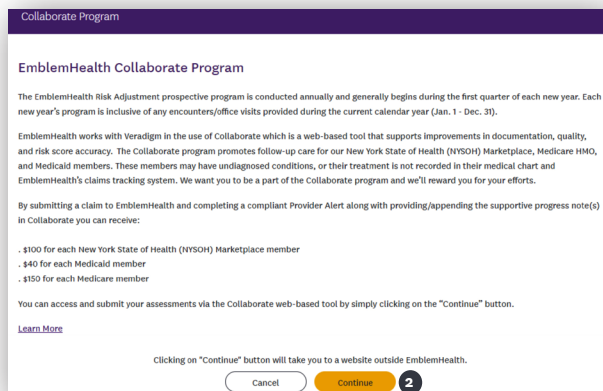 Collaborate Program
EmblemHealth Collaborate Program
The EmblemHealth Risk Adjustment prospective program is conducted annually and generally begins during the first quarter of each new year. Each
new year's program is inclusive of any encounters/office visits provided during the current calendar year (Jan. 1 - Dec. 31).
EmblemHealth works with Veradigm in the use of Collaborate which is a web-based tool that supports improvements in documentation, quality,
and risk score accuracy. The Collaborate program promotes follow-up care for our New York State of Health (NYSOH) Marketplace, Medicare HMO,
and Medicaid members. These members may have undiagnosed conditions, or their treatment is not recorded in their medical chart and
EmblemHealth's claims tracking system. We want you to be a part of the Collaborate program and we'll reward you for your efforts.
By submitting a claim to EmblemHealth and completing a compliant Provider Alert along with providing/appending the supportive progress note(s)
in Collaborate you can receive:
. $100 for each New York State of Health (NYSOH) Marketplace member
. $40 for each Medicaid member
. $150 for each Medicare member
You can access and submit your assessments via the Collaborate web-based tool by simply clicking on the "Continue" button.
Learn More
Clicking on "Continue" button will take you to a website outside EmblemHealth.
Cancel Continue 2